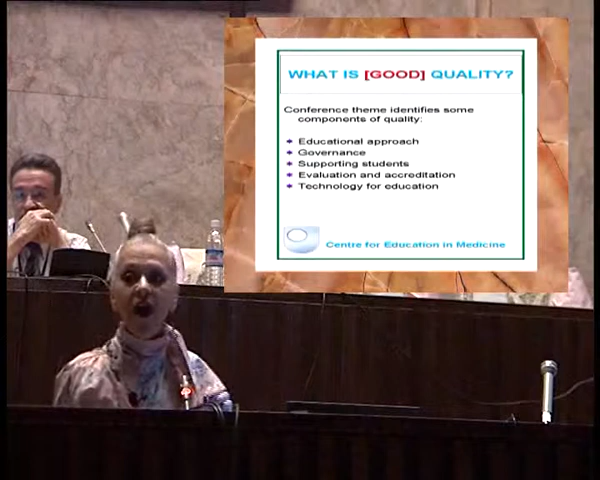 WHAT IS [GOOD] QUALITY?
Conference theme identifies some
components of quality:
Educational approach
Governance
Supporting students
Evaluation and accreditation
Technology for education
Centre for Education in Medicine